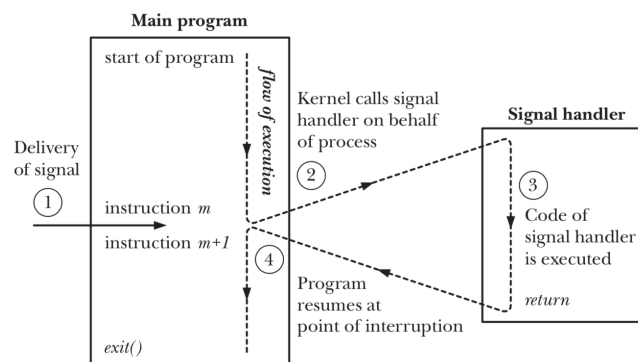 Main program
start of program
flow of execution
Kernel calls signal
handler on behalf
of process
Signal handler
Delivery
of signal
1
2
3
instruction m
instruction m+1
Code of
signal handler
is executed
4
Program
resumes at
point of interruption
return
exit()